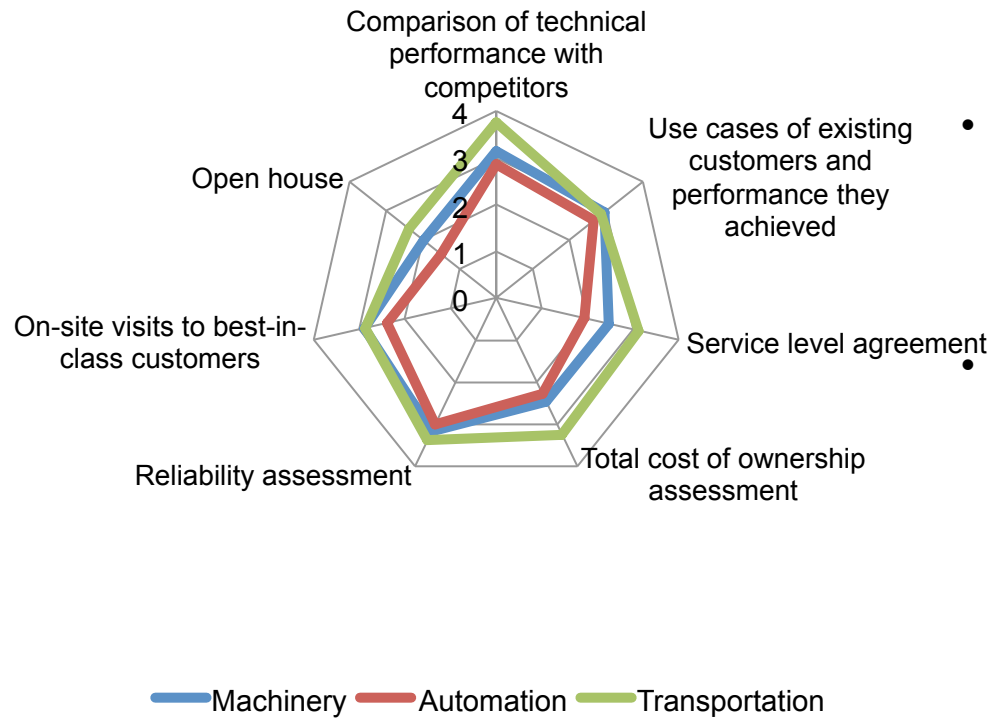 Comparison of technical
performance with
competitors
4
3
2
1
0
Use cases of existing
customers and
performance they
achieved
•
Service level agreement
•
Total cost of ownership
assessment
Reliability assessment
On-site visits to best-in-
class customers
Open house
Machinery Automation Transportation